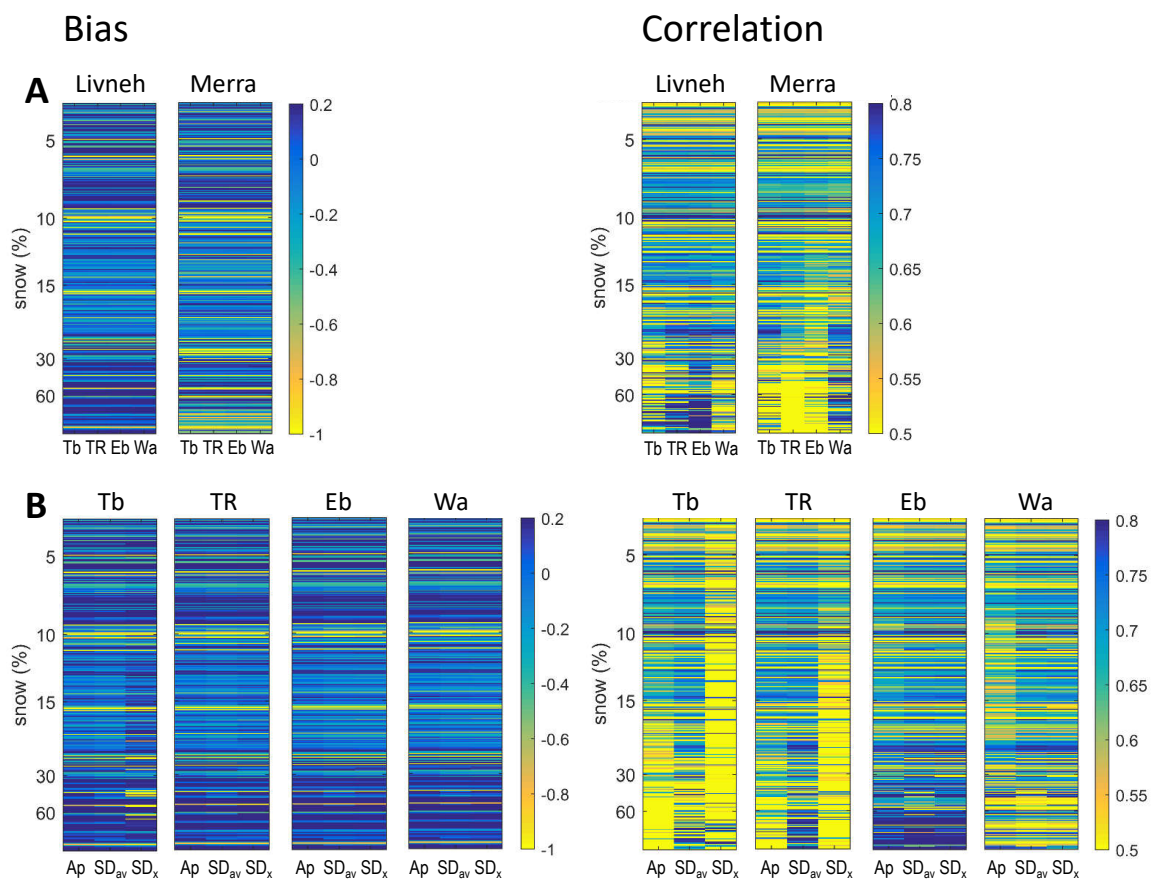 Bias
Correlation
A
Livneh Merra
Livneh Merra
snow (%)
5
10
15
30
60
0.2
0
-0.2
-0.4
-0.6
-0.8
-1
Tb TR Eb Wa
Tb TR Eb Wa
snow (%)
5
10
15
30
60
0.8
0.75
0.7
0.65
0.6
0.55
0.5
Tb TR Eb Wa
Tb TR Eb Wa
B
Tb TR Eb Wa
Tb TR Eb Wa
snow (%)
5
10
15
30
60
0.2
0
-0.2
-0.4
-0.6
-0.8
-1
Ap SDav SDx
Ap SDav SDx
Ap SDav SDx
Ap SDav SDx
snow (%)
5
10
15
30
60
0.8
0.75
0.7
0.65
0.6
0.55
0.5
Ap SDav SDx
Ap SDav SDx
Ap SDav SDx
Ap SDav SDx